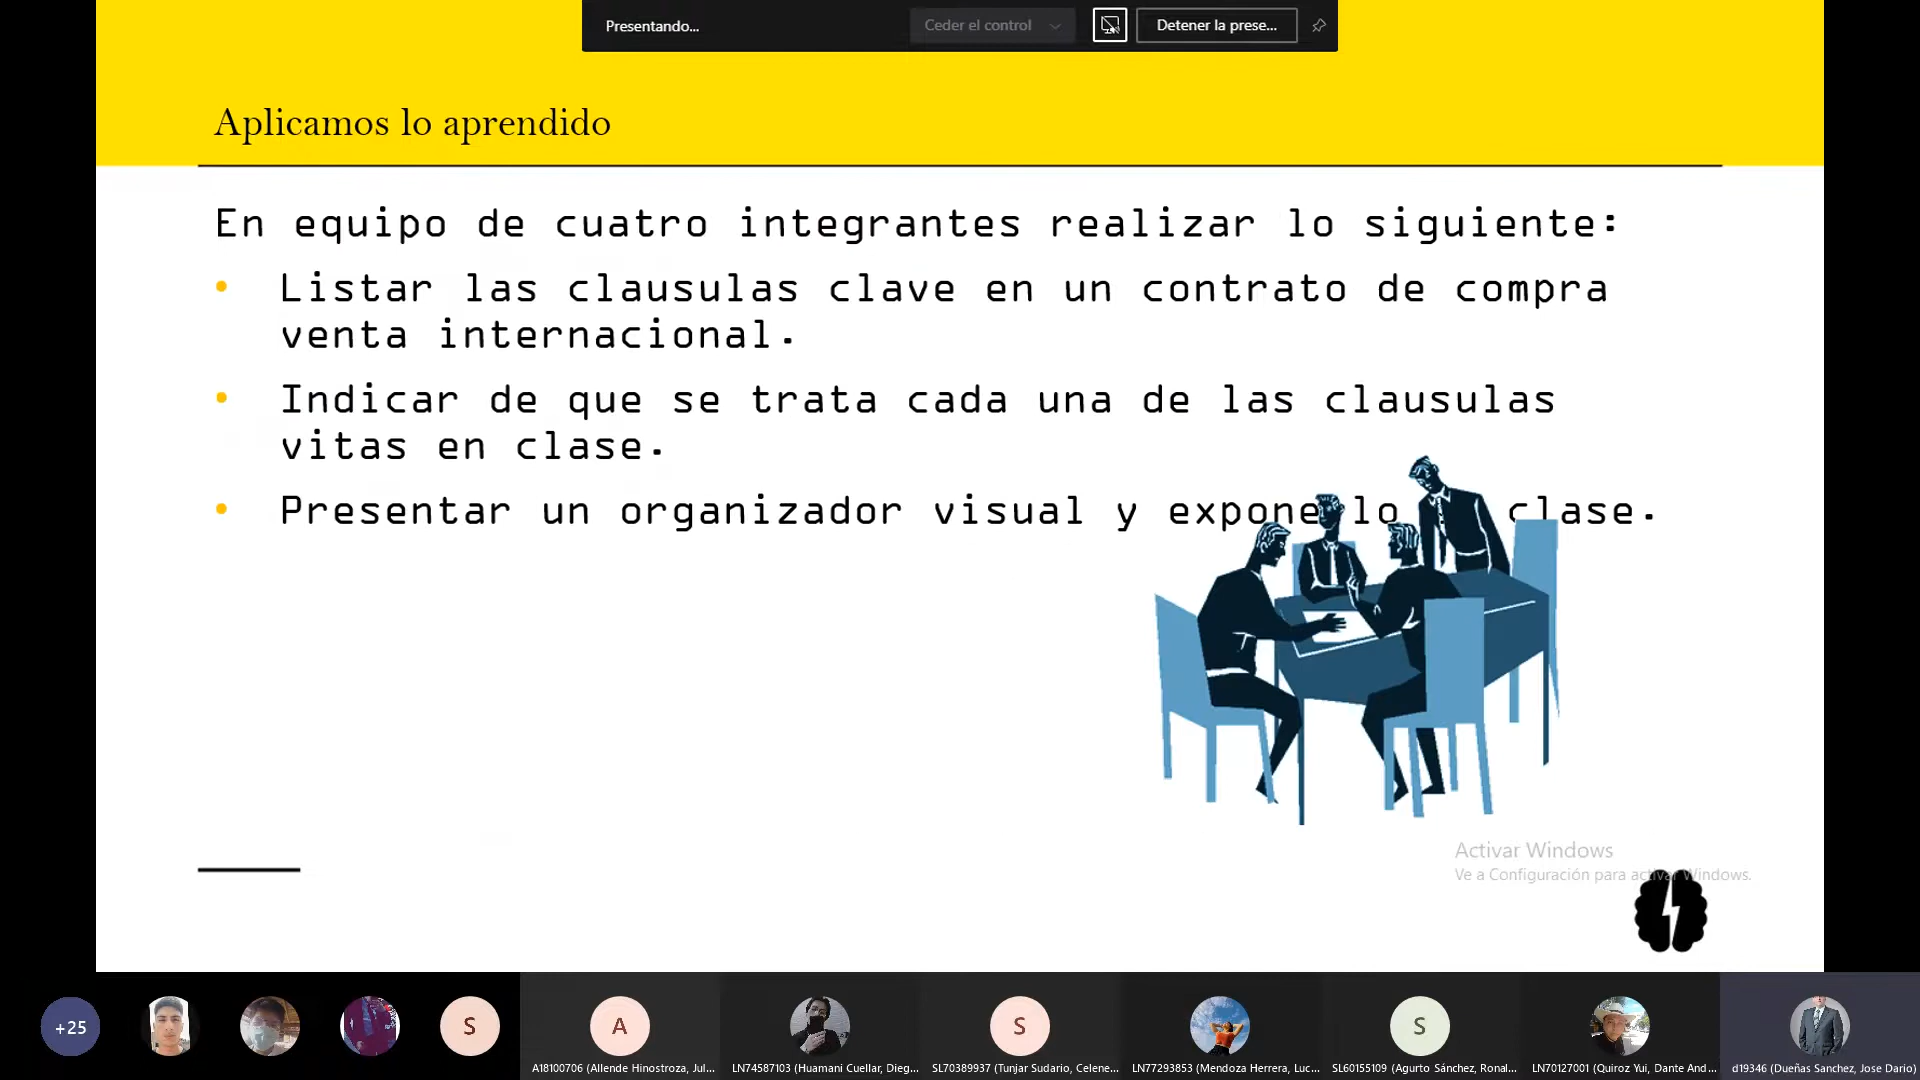 Presentando...
Ceder el control
Detener la prese...
Aplicamos lo aprendido
En equipo de cuatro integrantes realizar lo siguiente:
• Listar las clausulas clave en un contrato de compra
venta internacional.
• Indicar de que se trata cada una de las clausulas
vitas en clase.
• Presentar un organizador visual y expone lo clase.
Activar Windows
Ve a Configuración para activar Windows.
+25
S
A
S
S
A18100706 (Allende Hinostroza, Jul...
LN74587103 (Huamani Cuellar, Dieg...
SL70389937 (Tunjar Sudario, Celene...
LN77293853 (Mendoza Herrera, Luc...
SL60155109 (Agurto Sánchez, Ronal...
LN70127001 (Quiroz Yui, Dante And...
d19346 (Dueñas Sanchez, Jose Dario)